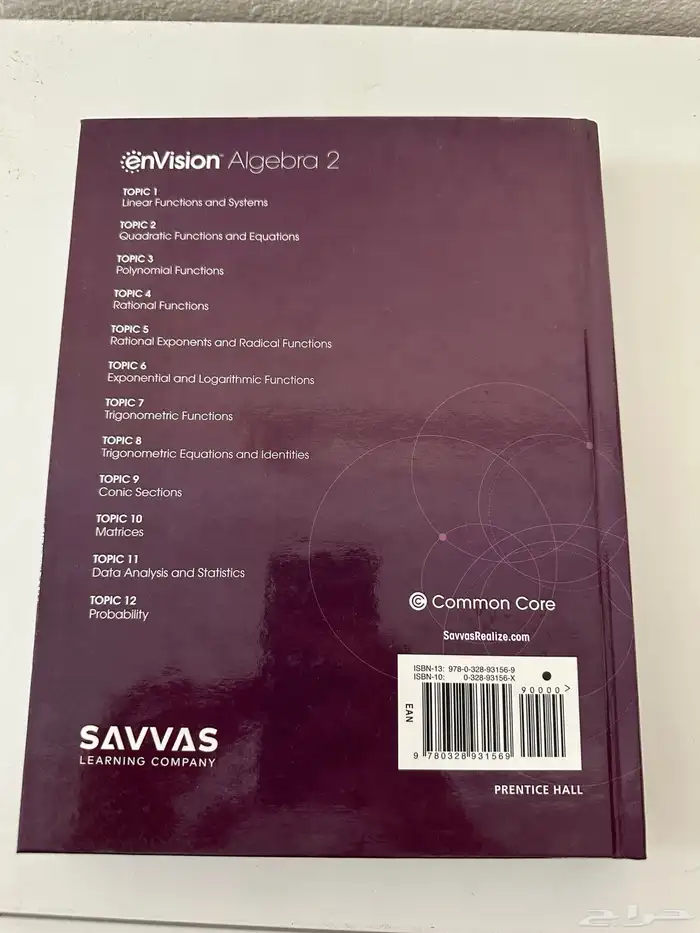 enVision™ Algebra 2
TOPIC 1
Linear Functions and Systems
TOPIC 2
Quadratic Functions and Equations
TOPIC 3
Polynomial Functions
TOPIC 4
Rational Functions
TOPIC 5
Rational Exponents and Radical Functions
TOPIC 6
Exponential and Logarithmic Functions
TOPIC 7
Trigonometric Functions
TOPIC 8
Trigonometric Equations and Identities
TOPIC 9
Conic Sections
TOPIC 10
Matrices
TOPIC 11
Data Analysis and Statistics
TOPIC 12
Probability
© Common Core
SavvasRealize.com
ISBN-13: 978-0-328-93156-9
ISBN-10: 0-328-93156-X
90000>
EAN
9 780328 931569
SAVVAS
LEARNING COMPANY
PRENTICE HALL
حراج